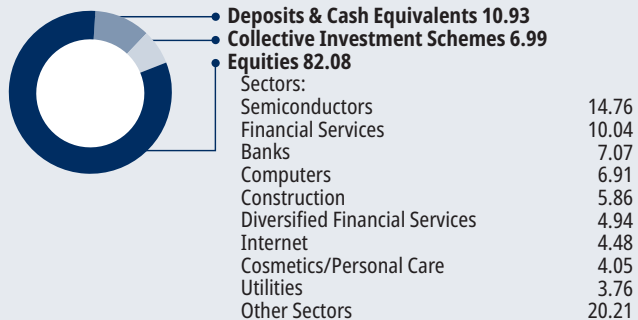 Deposits & Cash Equivalents 10.93
Collective Investment Schemes 6.99
Equities 82.08
Sectors:
Semiconductors 14.76
Financial Services 10.04
Banks 7.07
Computers 6.91
Construction 5.86
Diversified Financial Services 4.94
Internet 4.48
Cosmetics/Personal Care 4.05
Utilities 3.76
Other Sectors 20.21